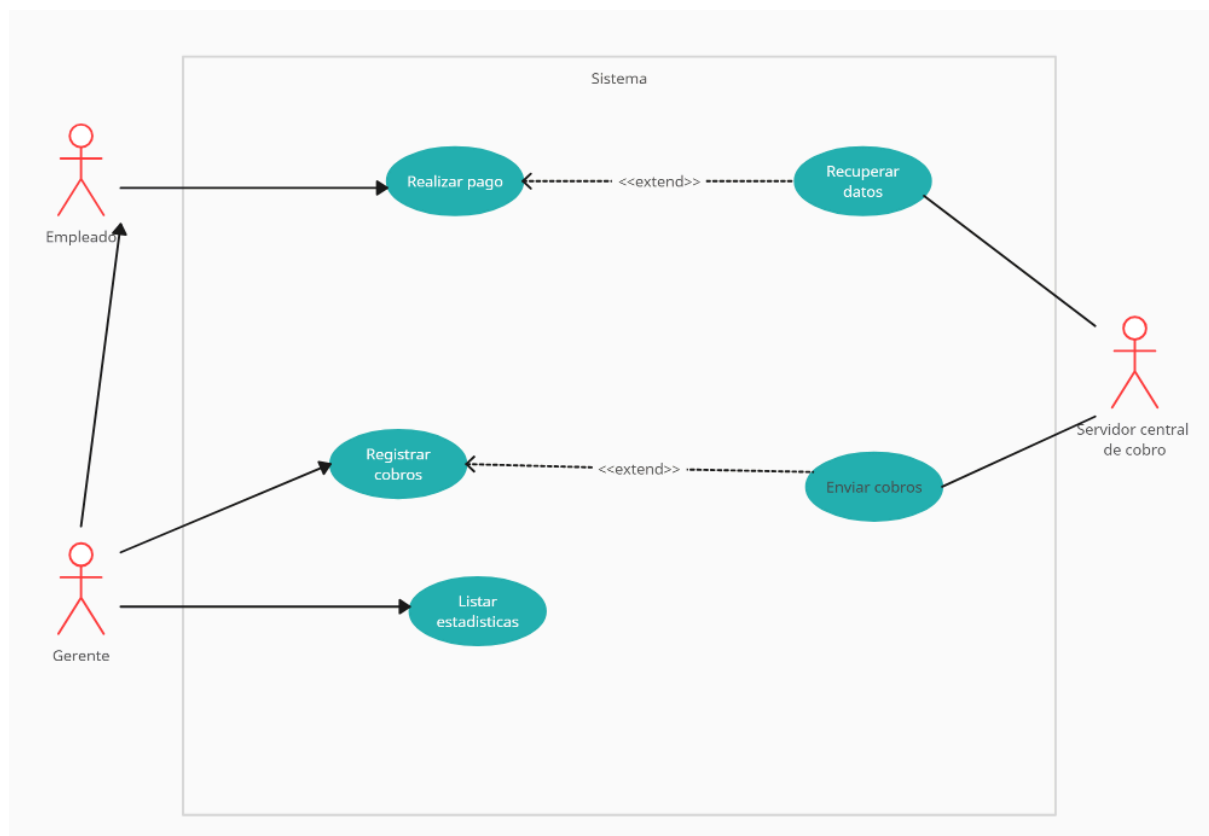 Sistema
Realizar pago
<<extend>>
Recuperar
datos
Empleado
Servidor central
de cobro
Registrar
cobros
<<extend>>
Enviar cobros
Listar
estadisticas
Gerente